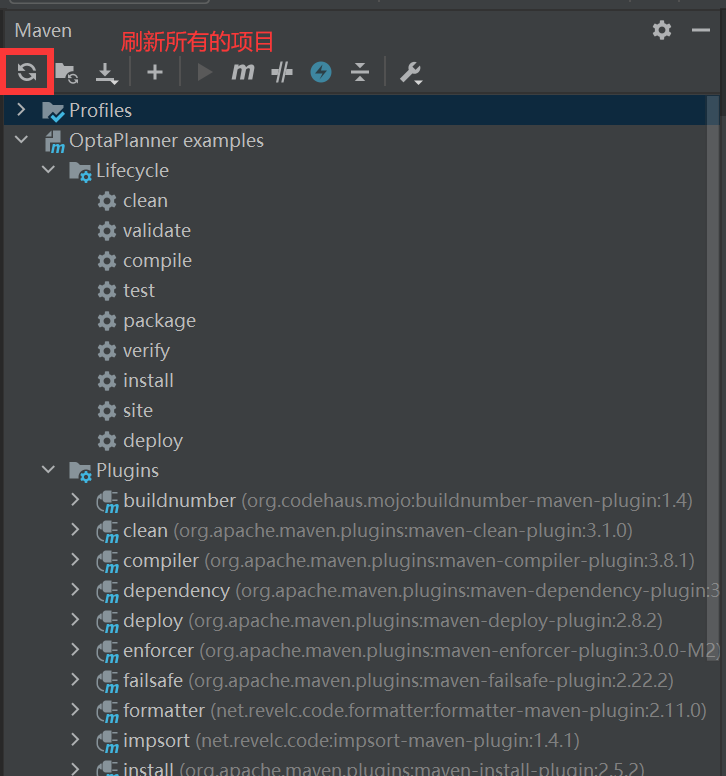 Maven
刷新所有的项目
Profiles
OptaPlanner examples
Lifecycle
clean
validate
compile
test
package
verify
install
site
deploy
Plugins
buildnumber (org.codehaus.mojo:buildnumber-maven-plugin:1.4)
clean (org.apache.maven.plugins:maven-clean-plugin:3.1.0)
compiler (org.apache.maven.plugins:maven-compiler-plugin:3.8.1)
dependency (org.apache.maven.plugins:maven-dependency-plugin:3
deploy (org.apache.maven.plugins:maven-deploy-plugin:2.8.2)
enforcer (org.apache.maven.plugins:maven-enforcer-plugin:3.0.0-M2)
failsafe (org.apache.maven.plugins:maven-failsafe-plugin:2.22.2)
formatter (net.revelc.code.formatter:formatter-maven-plugin:2.11.0)
impsort (net.revelc.code:impsort-maven-plugin:1.4.1)
install (org.apache.maven.plugins:maven-install-plugin:2.5.2)